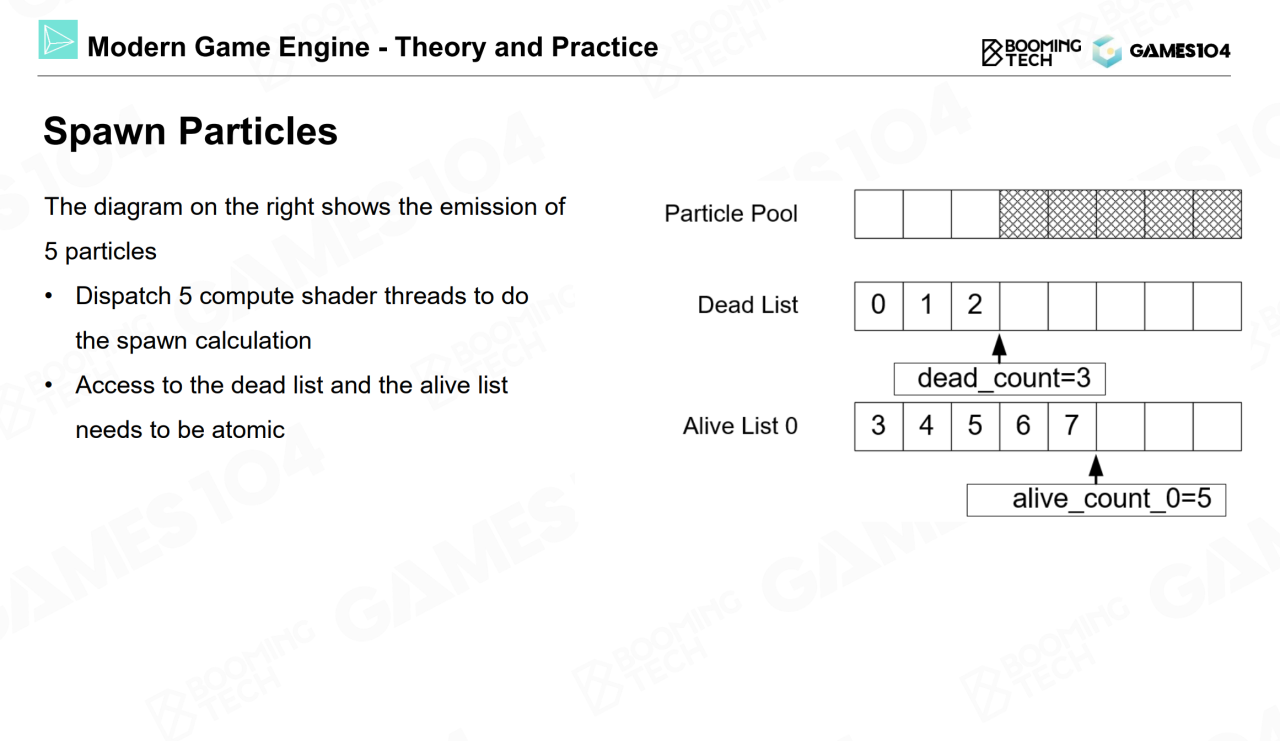 Modern Game Engine - Theory and Practice
BOOMING
TECH
GAMES104
Spawn Particles
The diagram on the right shows the emission of
5 particles
• Dispatch 5 compute shader threads to do
the spawn calculation
• Access to the dead list and the alive list
needs to be atomic
Particle Pool
Dead List
0 1 2
dead_count=3
Alive List 0
3 4 5 6 7
alive_count_0=5